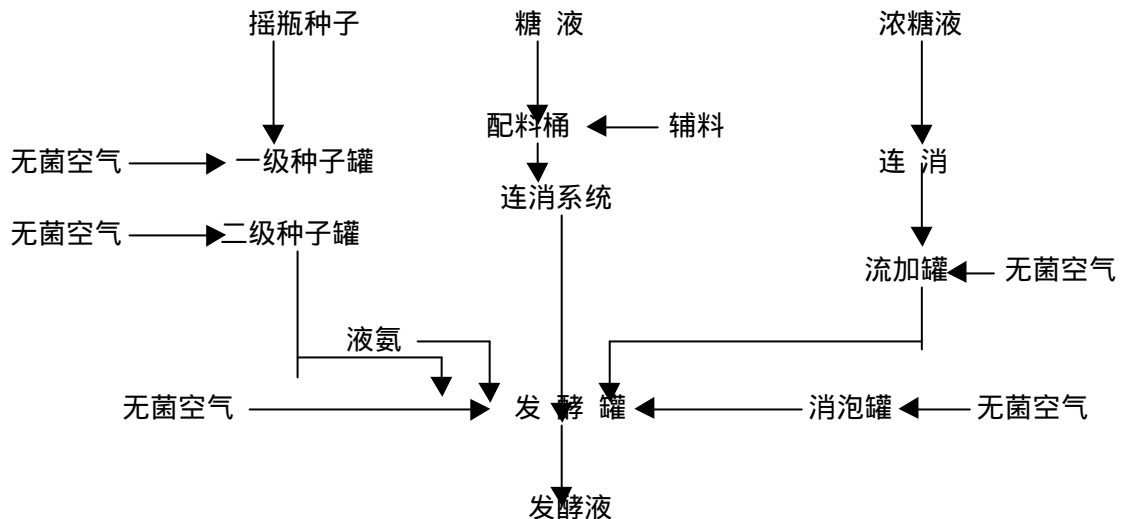 摇瓶种子 糖 液 浓糖液
配料桶 辅料
无菌空气 一级种子罐 连 消
连消系统
无菌空气 二级种子罐
流加罐 无菌空气
液氨
无菌空气 发 酵 罐 消泡罐 无菌空气
发酵液